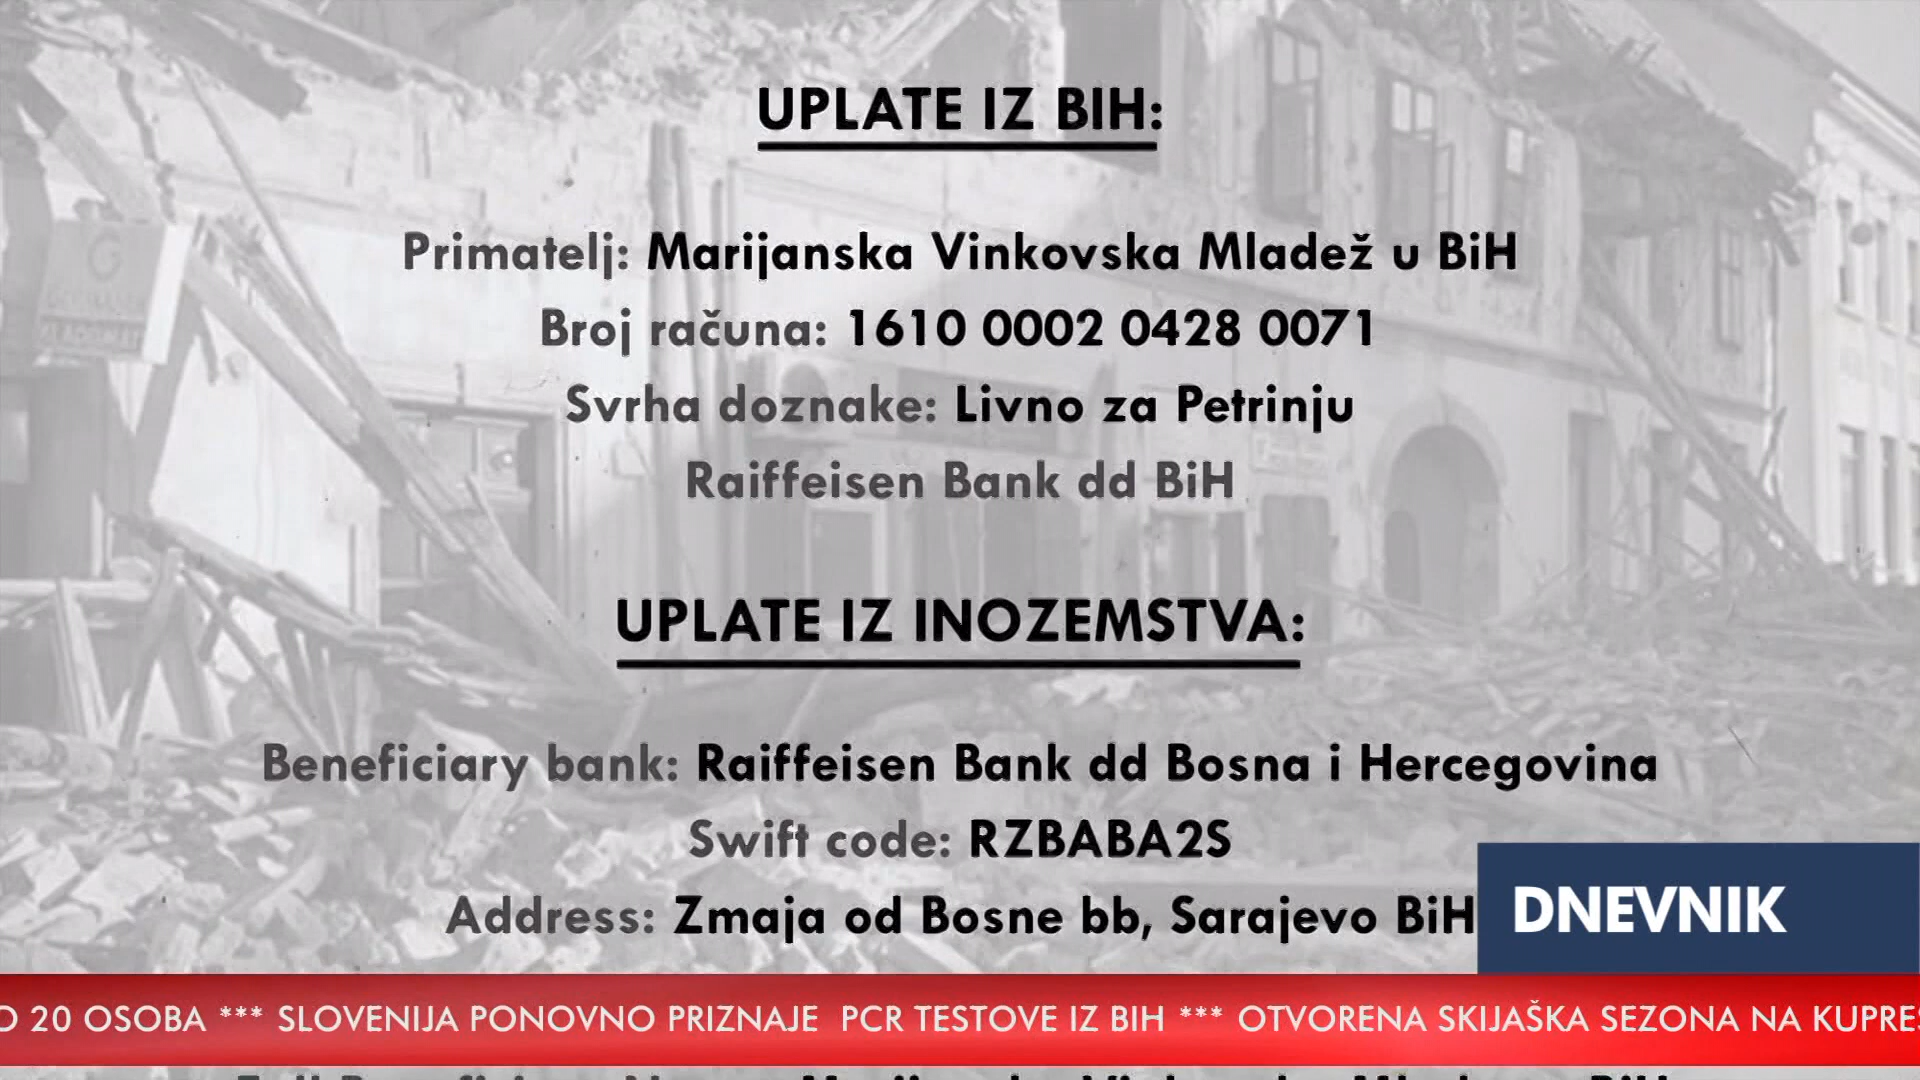 UPLATE IZ BIH:
Primatelj: Marijanska Vinkovska Mladež u BiH
Broj računa: 1610 0002 0428 0071
Svrha doznake: Livno za Petrinju
Raiffeisen Bank dd BiH
UPLATE IZ INOZEMSTVA:
Beneficiary bank: Raiffeisen Bank dd Bosna i Hercegovina
Swift code: RZBABA2S
Address: Zmaja od Bosne bb, Sarajevo BiH
DNEVNIK
O 20 OSOBA *** SLOVENIJA PONOVNO PRIZNAJE PCR TESTOVE IZ BIH *** OTVORENA SKIJAŠKA SEZONA NA KUPRES